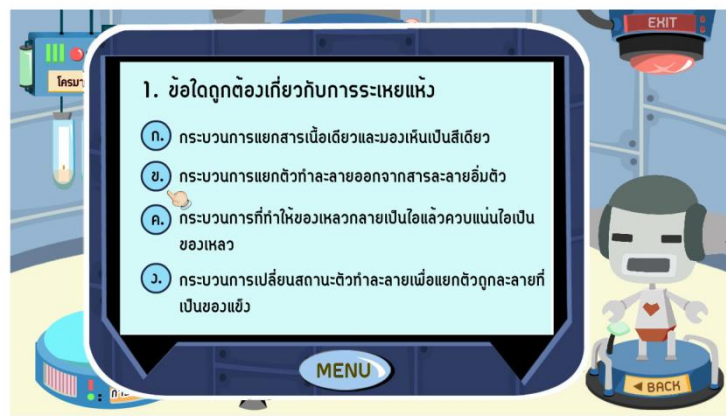 EXIT
โครมา
1. ข้อใดถูกต้องเกี่ยวกับการระเหยแห้ง
ก. กระบวนการแยกสารเนื้อเดียวและมองเห็นเป็นสีเดียว
ข. กระบวนการแยกตัวทำละลายออกจากสารละลายอิ่มตัว
ค. กระบวนการที่ทำให้ของเหลวกลายเป็นไอแล้วควบแน่นไอเป็น
ของเหลว
ง. กระบวนการเปลี่ยนสถานะตัวทำละลายเพื่อแยกตัวถูกละลายที่
เป็นของแข็ง
MENU
BACK